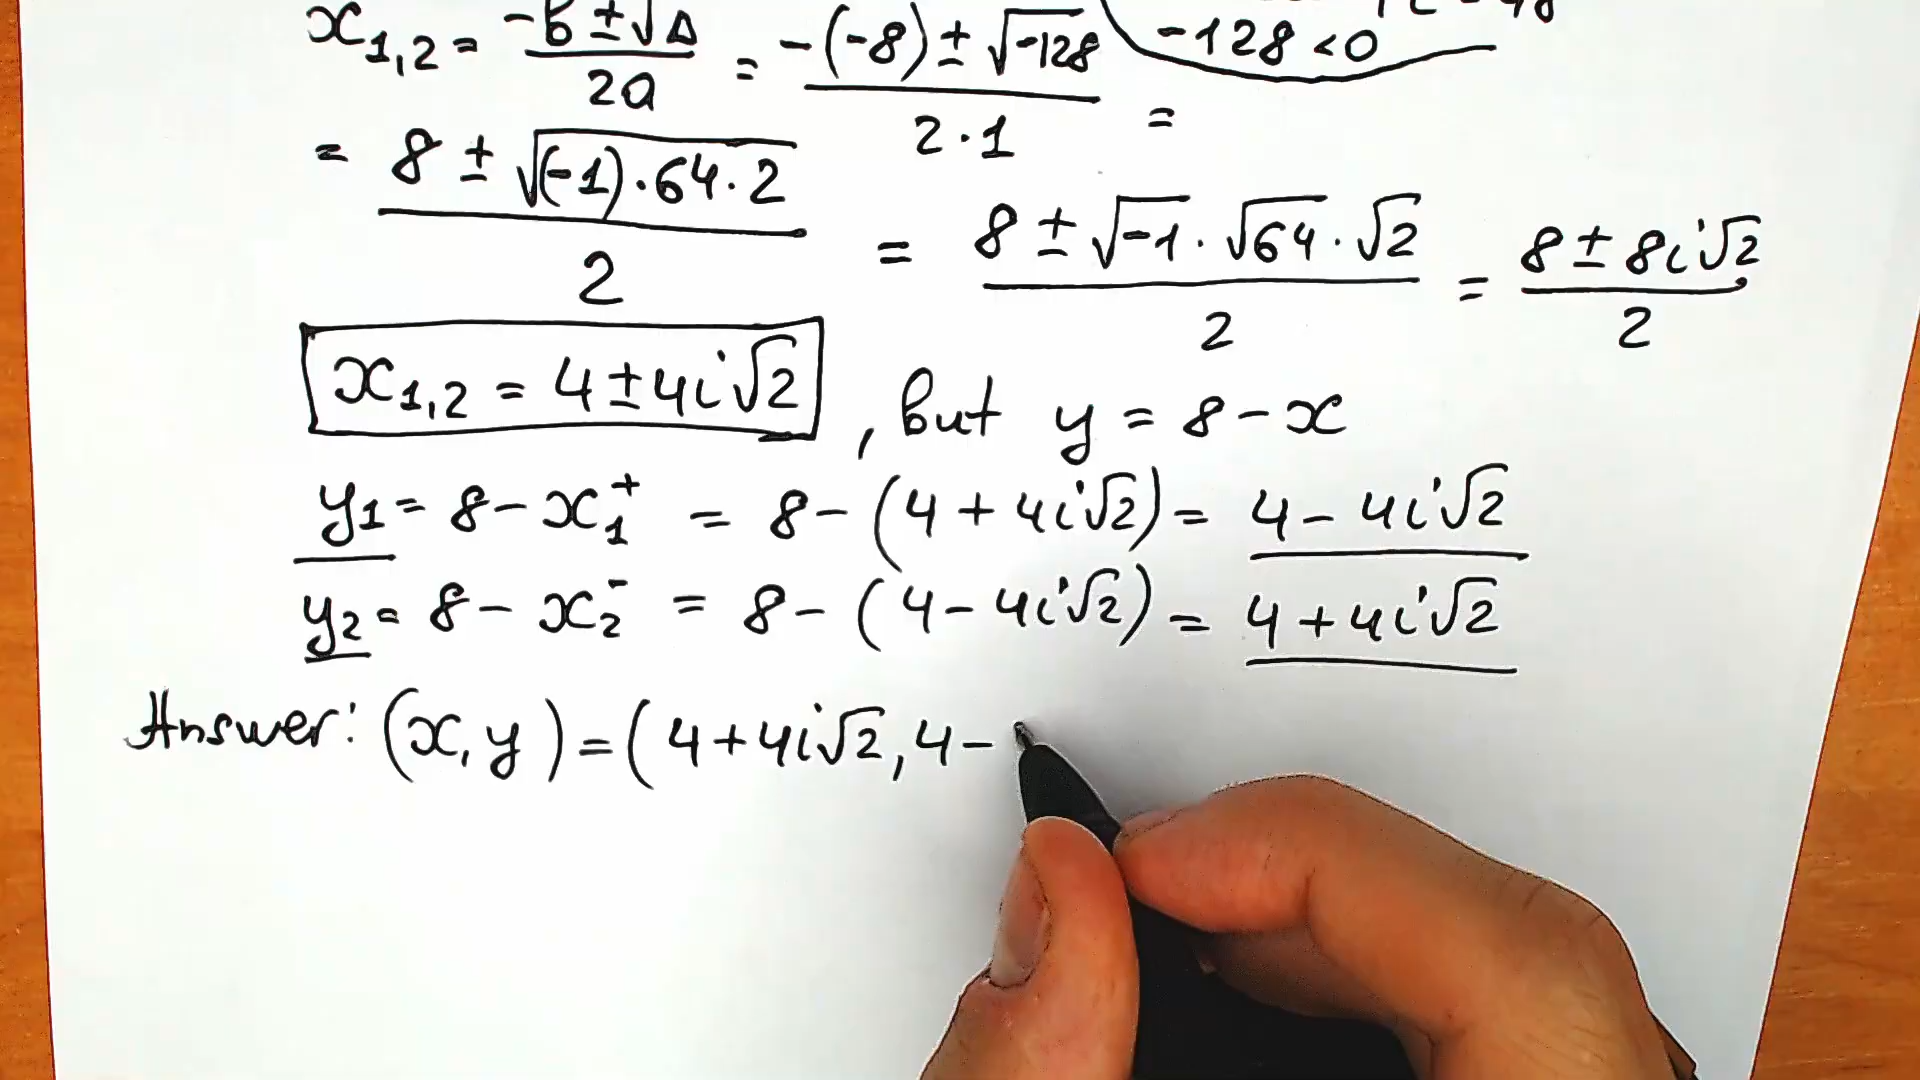 x1,2 = (-b ± √Δ)/2a = (-(-8) ± √-128)/(2·1) =
-128 < 0
= (8 ± √(-1)·64·2)/2 = (8 ± √-1 · √64 · √2)/2 = (8 ± 8i√2)/2
x1,2 = 4 ± 4i√2 , but y = 8 - x
y1 = 8 - x1⁺ = 8 - (4 + 4i√2) = 4 - 4i√2
y2 = 8 - x2⁻ = 8 - (4 - 4i√2) = 4 + 4i√2
Answer: (x, y) = (4 + 4i√2, 4 -